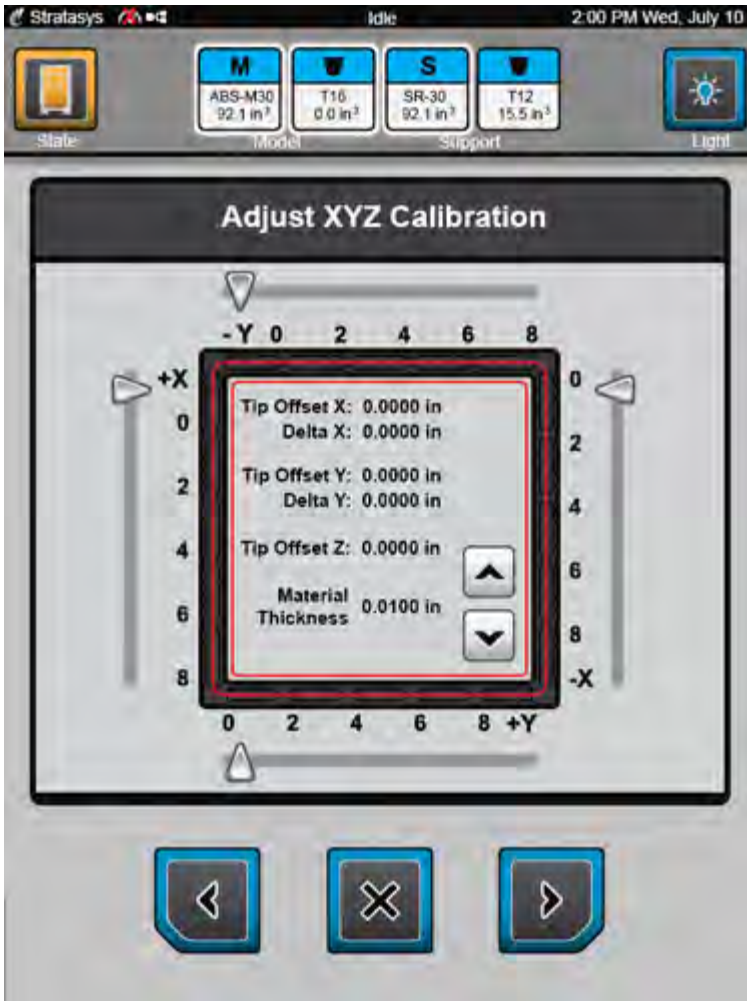 Stratasys Idle 2:00 PM Wed, July 10
M S
ABS-M30 T16 SR-30 T12
92.1 in³ 0.0 in³ 92.1 in³ 15.5 in³
State Model Support Light
Adjust XYZ Calibration
- Y 0 2 4 6 8
+X 0
0 2
2 4
4 6
6 8
8 -X
Tip Offset X: 0.0000 in
Delta X: 0.0000 in
Tip Offset Y: 0.0000 in
Delta Y: 0.0000 in
Tip Offset Z: 0.0000 in
Material
Thickness 0.0100 in
0 2 4 6 8 +Y